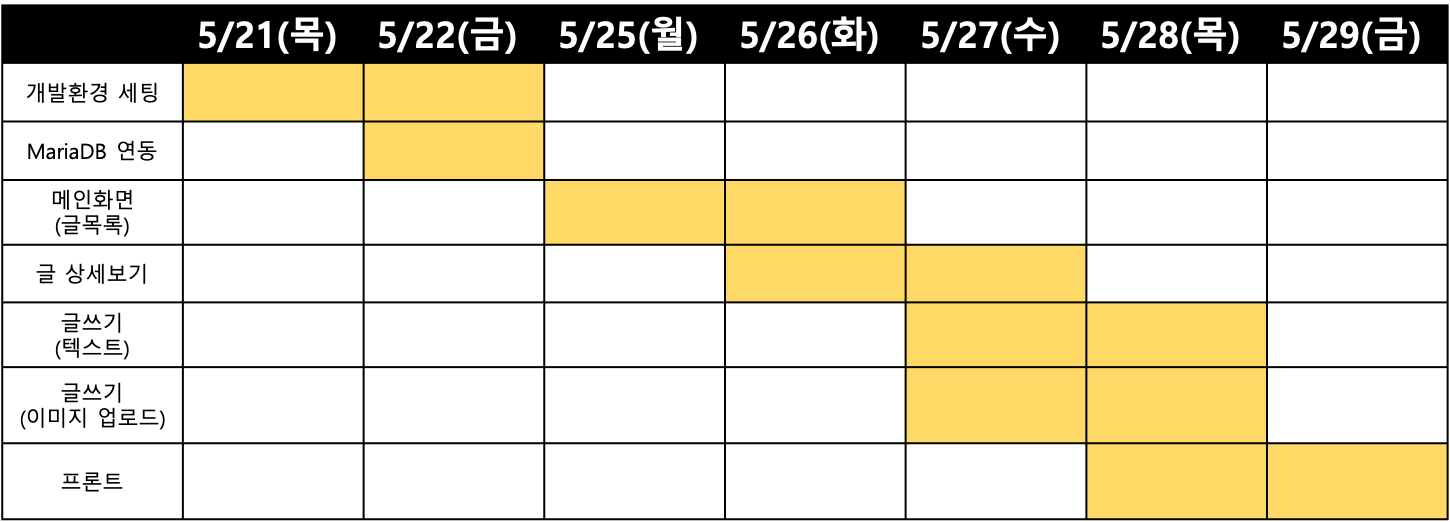 5/21(목) 5/22(금) 5/25(월) 5/26(화) 5/27(수) 5/28(목) 5/29(금)
개발환경 세팅
MariaDB 연동
메인화면
(글목록)
글 상세보기
글쓰기
(텍스트)
글쓰기
(이미지 업로드)
프론트